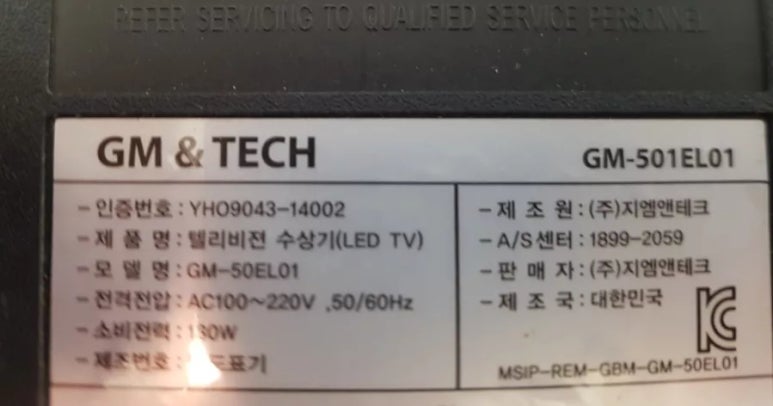 REFER SERVICING TO QUALIFIED SERVICE PERSONNEL
GM & TECH
GM-501EL01
- 인증번호 : YHO9043-14002
- 제 품 명 : 텔리비전 수상기(LED TV)
- 모 델 명 : GM-50EL01
- 전격전압 : AC100~220V ,50/60Hz
- 소비전력 :
- 제조번호 :
- 제 조 원 : (주)지엠앤테크
- A/S센터 : 1899-2059
- 판 매 자 : (주)지엠앤테크
- 제 조 국 : 대한민국
MSIP-REM-GBM-GM-50EL01